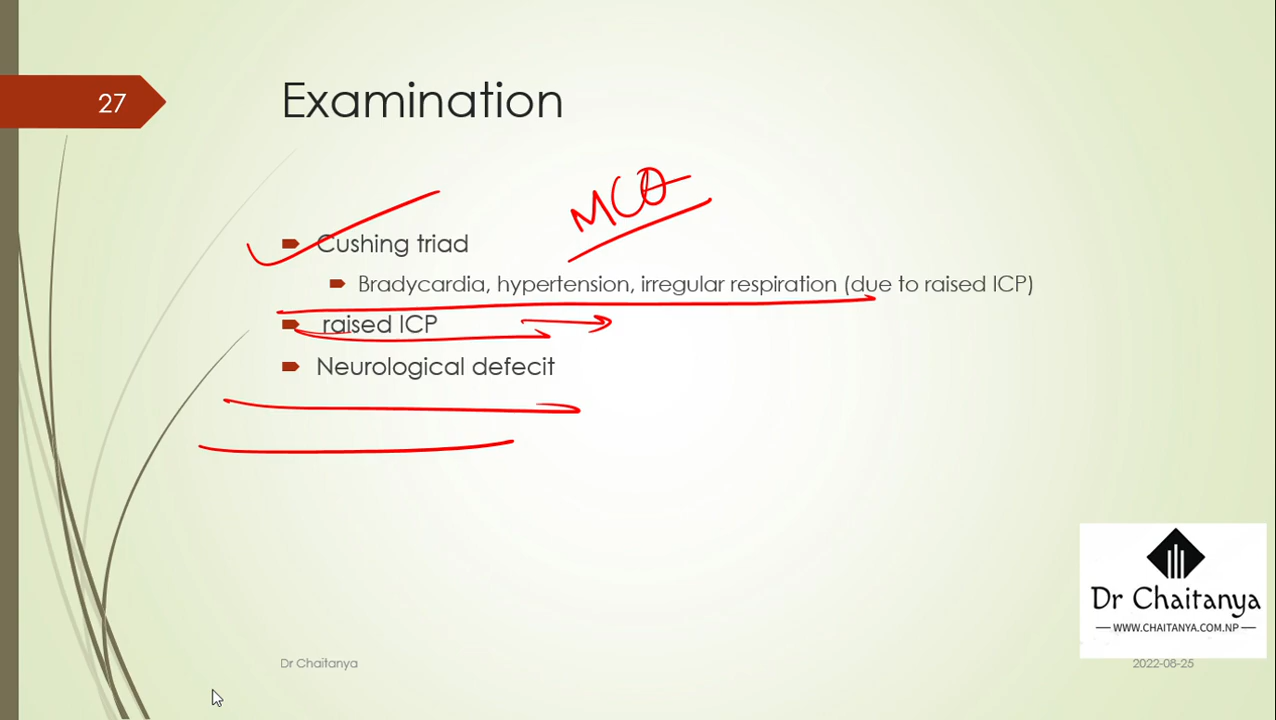 27
Examination
MCQ
Cushing triad
Bradycardia, hypertension, irregular respiration (due to raised ICP)
raised ICP
Neurological defecit
Dr Chaitanya
WWW.CHAITANYA.COM.NP
Dr Chaitanya
2022-08-25